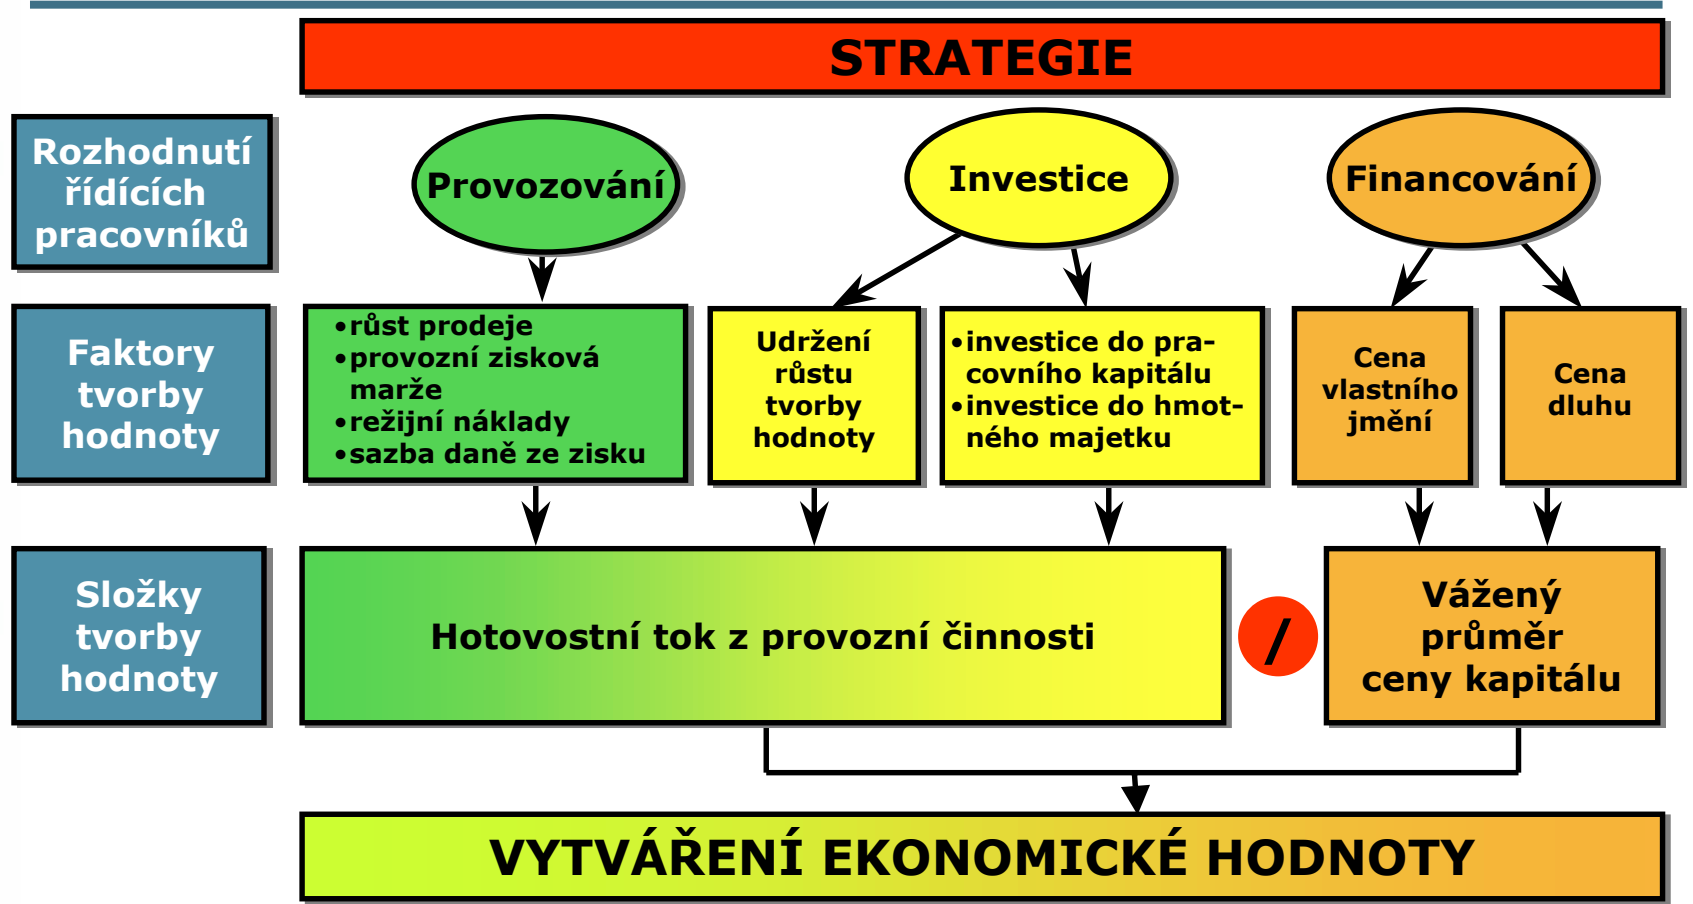 STRATEGIE
Rozhodnutí
řídících
pracovníků
Provozování
Investice
Financování
Faktory
tvorby
hodnoty
•růst prodeje
•provozní zisková
marže
•režijní náklady
•sazba daně ze zisku
Udržení
růstu
tvorby
hodnoty
•investice do pra-
covního kapitálu
•investice do hmot-
ného majetku
Cena
vlastního
jmění
Cena
dluhu
Složky
tvorby
hodnoty
Hotovostní tok z provozní činnosti
/
Vážený
průměr
ceny kapitálu
VYTVÁŘENÍ EKONOMICKÉ HODNOTY